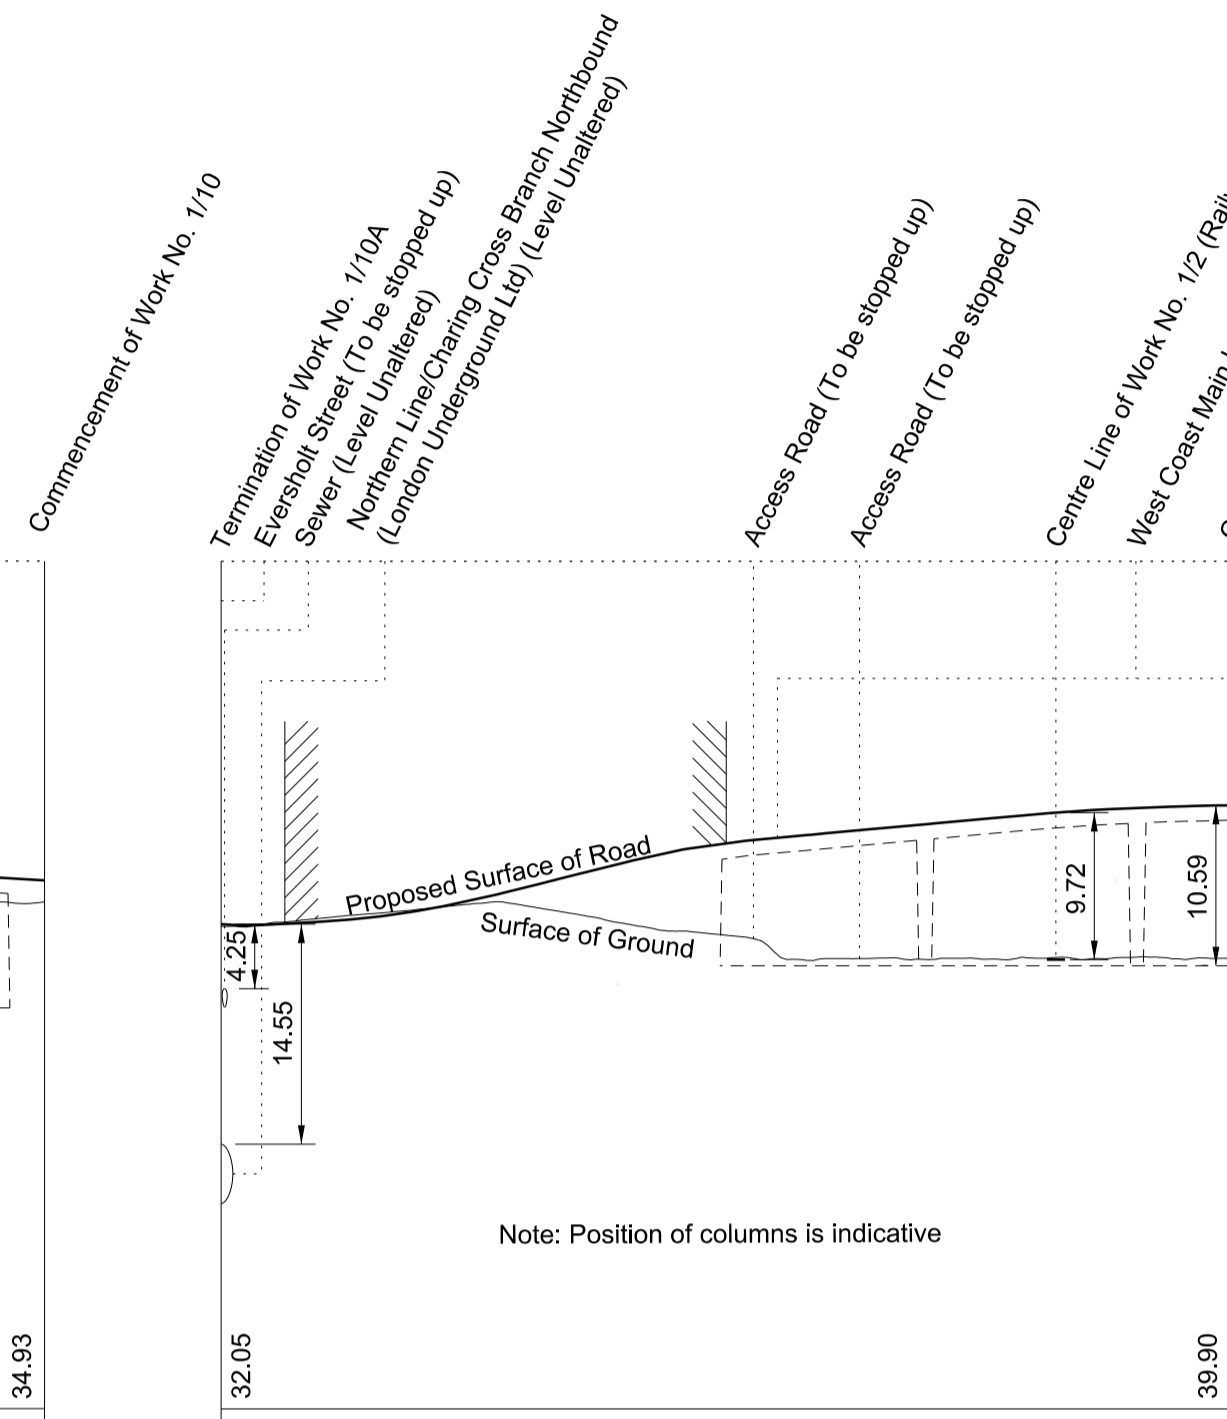 Commencement of Work No. 1/10
Termination of Work No. 1/10A
Eversholt Street (To be stopped up)
Sewer (Level Unaltered)
Northern Line/Charing Cross Branch Northbound
(London Underground Ltd) (Level Unaltered)
Access Road (To be stopped up)
Access Road (To be stopped up)
Centre Line of Work No. 1/2
West Coast Main
Proposed Surface of Road
Surface of Ground
4.25
14.55
9.72
10.59
Note: Position of columns is indicative
34.93
32.05
39.90